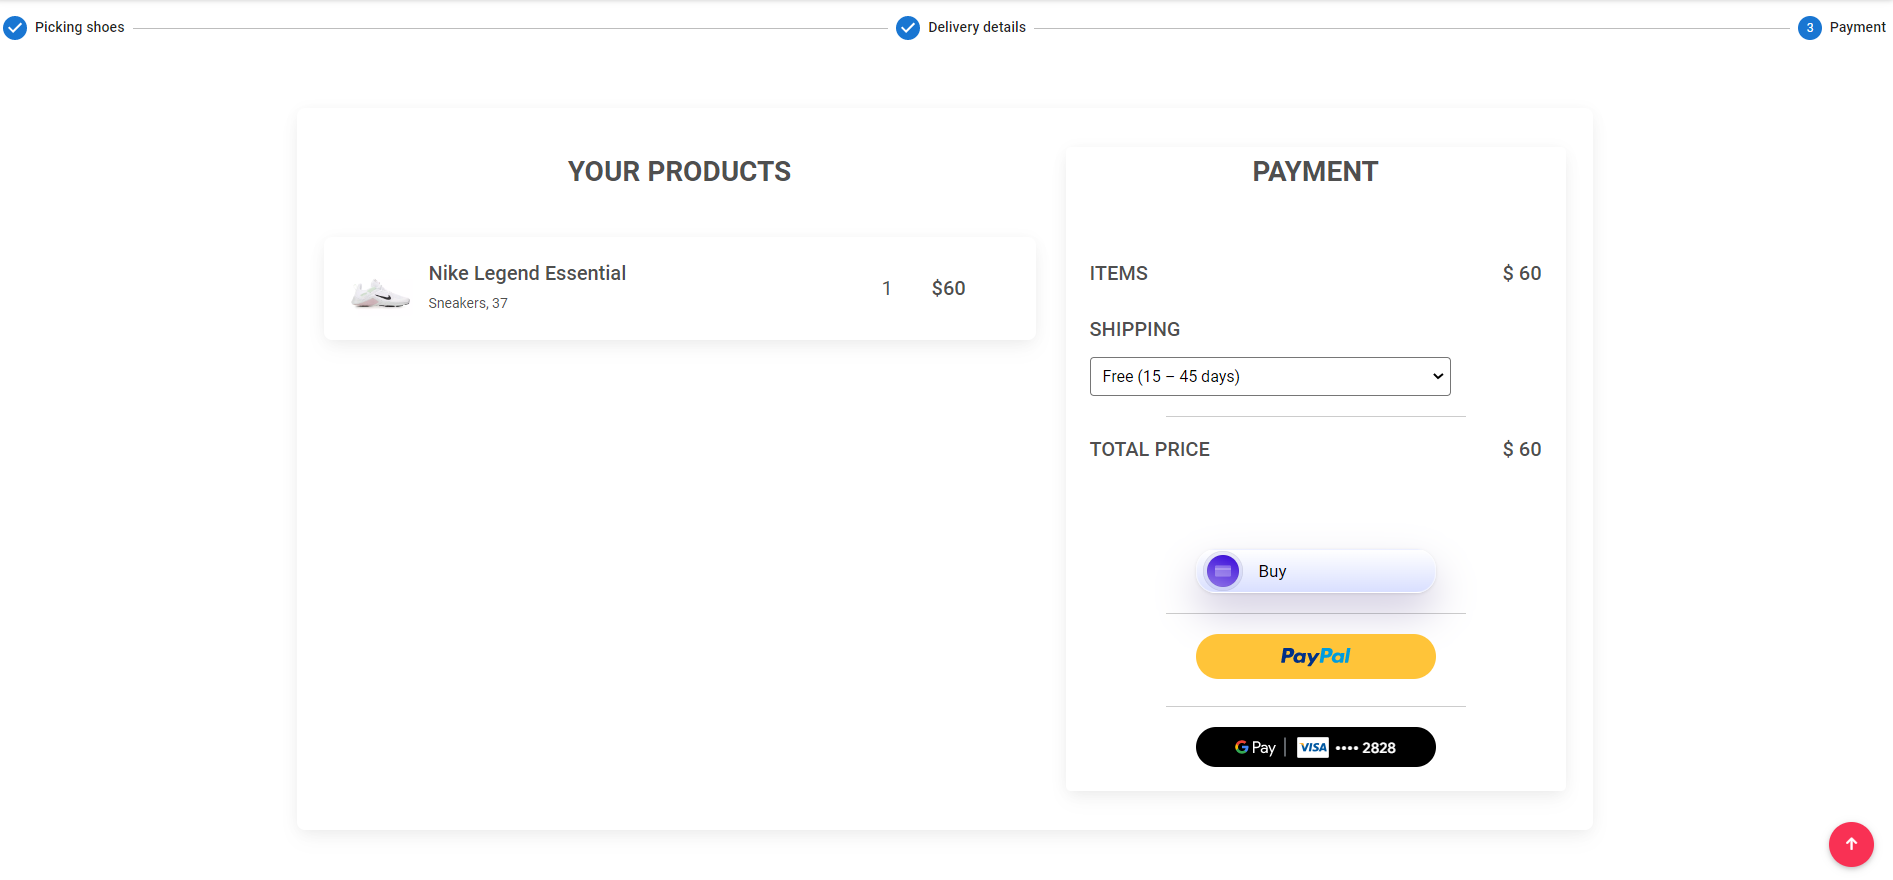 Picking shoes
Delivery details
3 Payment
YOUR PRODUCTS
Nike Legend Essential
Sneakers, 37
1 $60
PAYMENT
ITEMS $ 60
SHIPPING
Free (15 – 45 days)
TOTAL PRICE $ 60
Buy
PayPal
G Pay | VISA •••• 2828